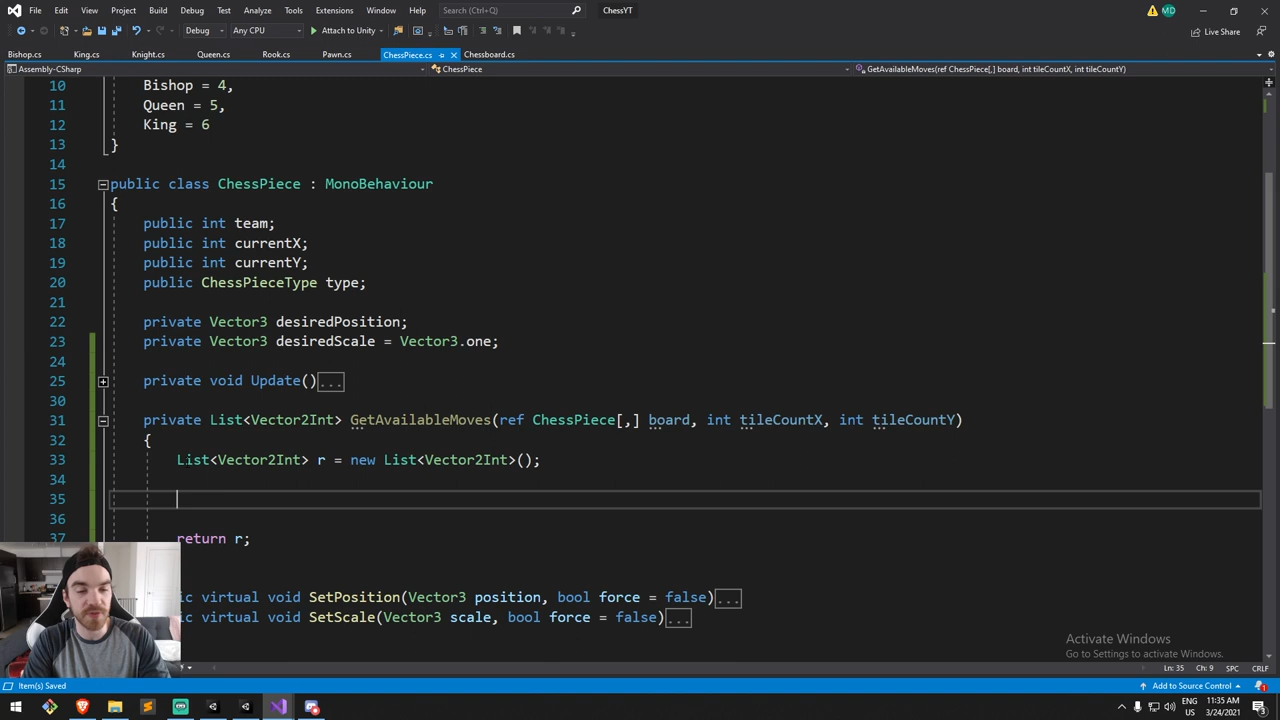 File Edit View Project Build Debug Test Analyze Tools Extensions Window Help Search (Ctrl+Q) ChessYT MD
Debug Any CPU Attach to Unity Live Share
Bishop.cs King.cs Knight.cs Queen.cs Rook.cs Pawn.cs ChessPiece.cs Chessboard.cs
Assembly-CSharp ChessPiece GetAvailableMoves(ref ChessPiece[,] board, int tileCountX, int tileCountY)
10 Bishop = 4,
11 Queen = 5,
12 King = 6
13 }
14
15 public class ChessPiece : MonoBehaviour
16 {
17 public int team;
18 public int currentX;
19 public int currentY;
20 public ChessPieceType type;
21
22 private Vector3 desiredPosition;
23 private Vector3 desiredScale = Vector3.one;
24
25 private void Update()...
30
31 private List<Vector2Int> GetAvailableMoves(ref ChessPiece[,] board, int tileCountX, int tileCountY)
32 {
33 List<Vector2Int> r = new List<Vector2Int>();
34
35
36
37 return r;
ic virtual void SetPosition(Vector3 position, bool force = false)...
ic virtual void SetScale(Vector3 scale, bool force = false)...
Activate Windows
Go to Settings to activate Windows.
Ln: 35 Ch: 9 SPC CRLF
Item(s) Saved Add to Source Control 1
ENG 11:35 AM
US 3/24/2021 3